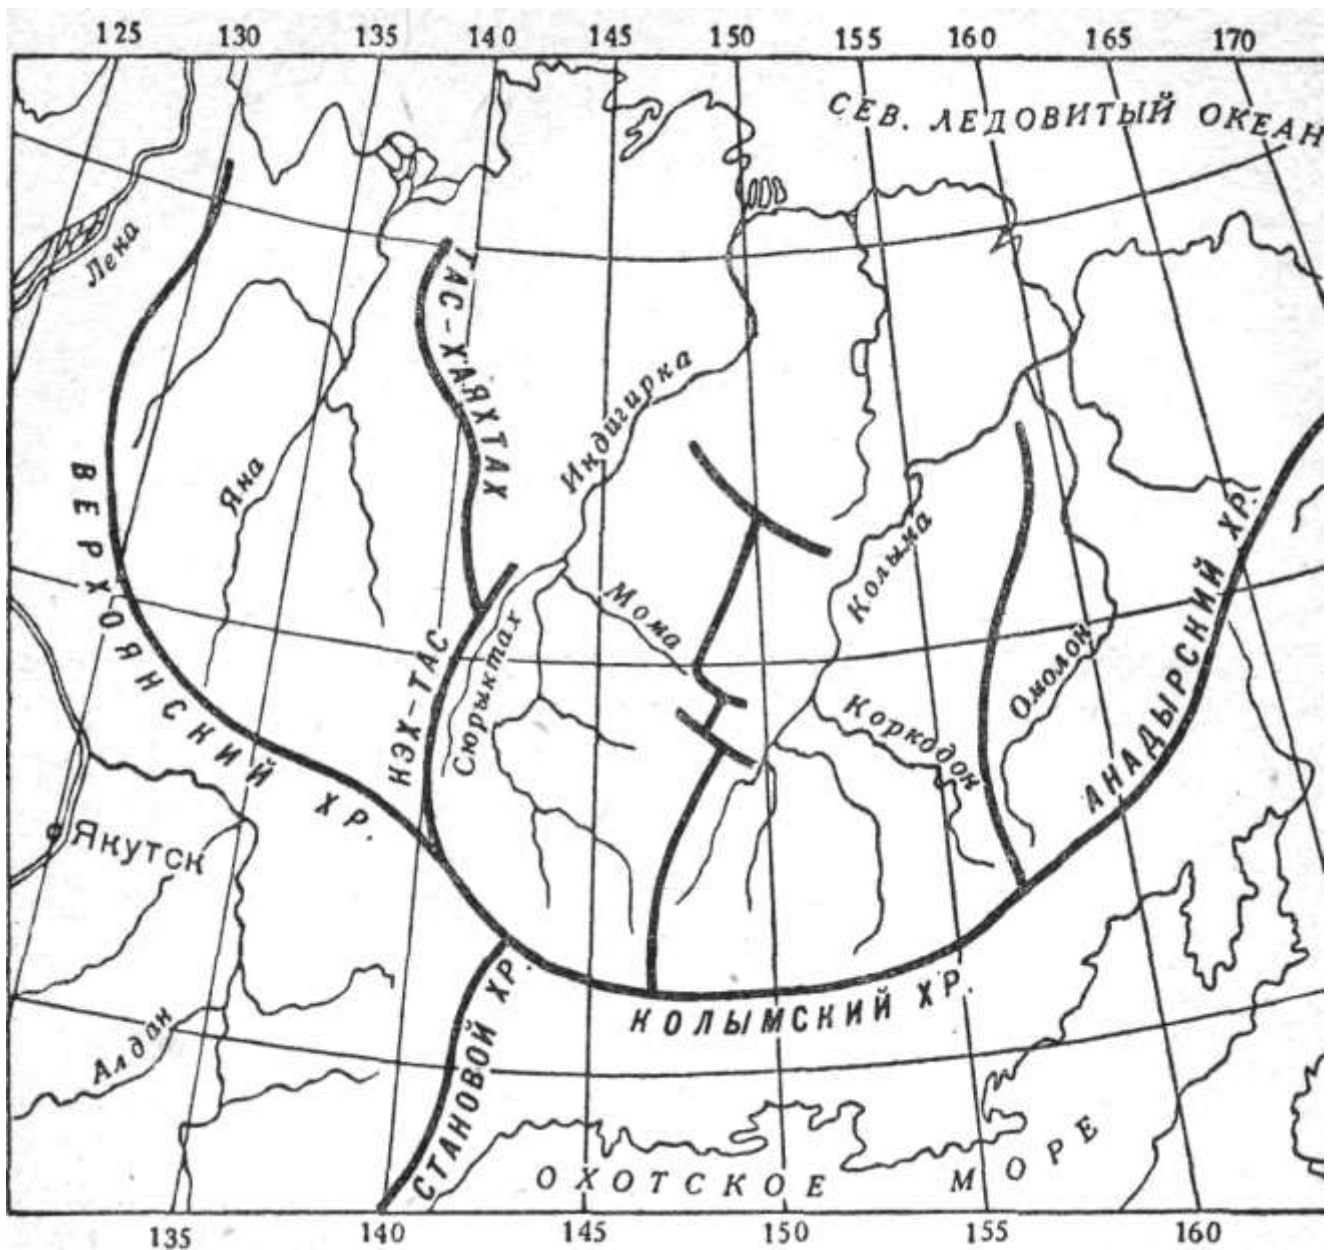 125 130 135 140 145 150 155 160 165 170
СЕВ. ЛЕДОВИТЫЙ ОКЕАН
Лена
ТАС-ХАЯХТАХ
Индигирка
Яна
ВЕРХОЯНСКИЙ ХР.
Колыма
Мома
НЭХ-ТАС
Сюрыктах
Коркодон
Омолон
АНАДЫРСКИЙ ХР.
ЯКУТСК
Алдан
СТАНОВОЙ ХР.
КОЛЫМСКИЙ ХР.
ОХОТСКОЕ МОРЕ
135 140 145 150 155 160